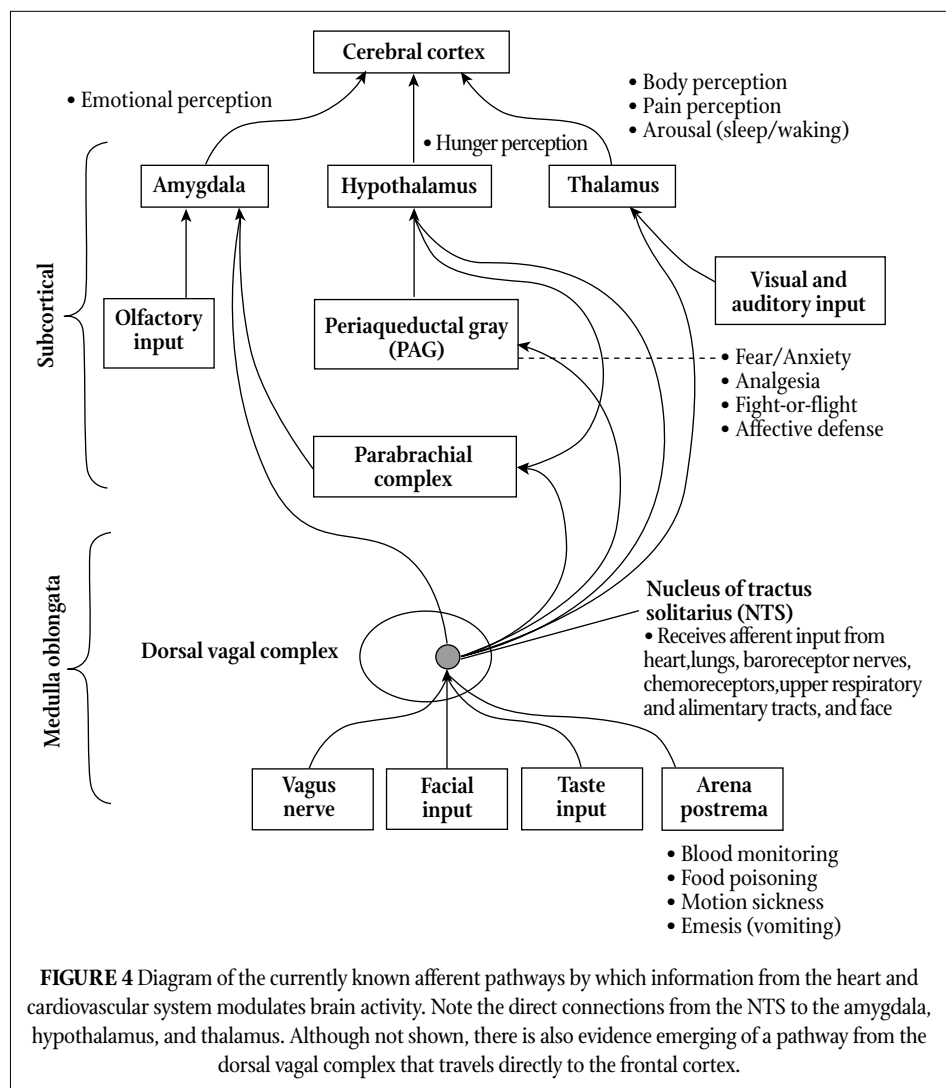 Cerebral cortex
• Emotional perception
• Body perception
• Pain perception
• Arousal (sleep/waking)
• Hunger perception
Amygdala
Hypothalamus
Thalamus
Subcortical
Olfactory
input
Periaqueductal gray
(PAG)
Visual and
auditory input
• Fear/Anxiety
• Analgesia
• Fight-or-flight
• Affective defense
Parabrachial
complex
Medulla oblongata
Dorsal vagal complex
Nucleus of tractus
solitarius (NTS)
• Receives afferent input from
heart,lungs, baroreceptor nerves,
chemoreceptors,upper respiratory
and alimentary tracts, and face
Vagus
nerve
Facial
input
Taste
input
Arena
postrema
• Blood monitoring
• Food poisoning
• Motion sickness
• Emesis (vomiting)
FIGURE 4 Diagram of the currently known afferent pathways by which information from the heart and
cardiovascular system modulates brain activity. Note the direct connections from the NTS to the amygdala,
hypothalamus, and thalamus. Although not shown, there is also evidence emerging of a pathway from the
dorsal vagal complex that travels directly to the frontal cortex.